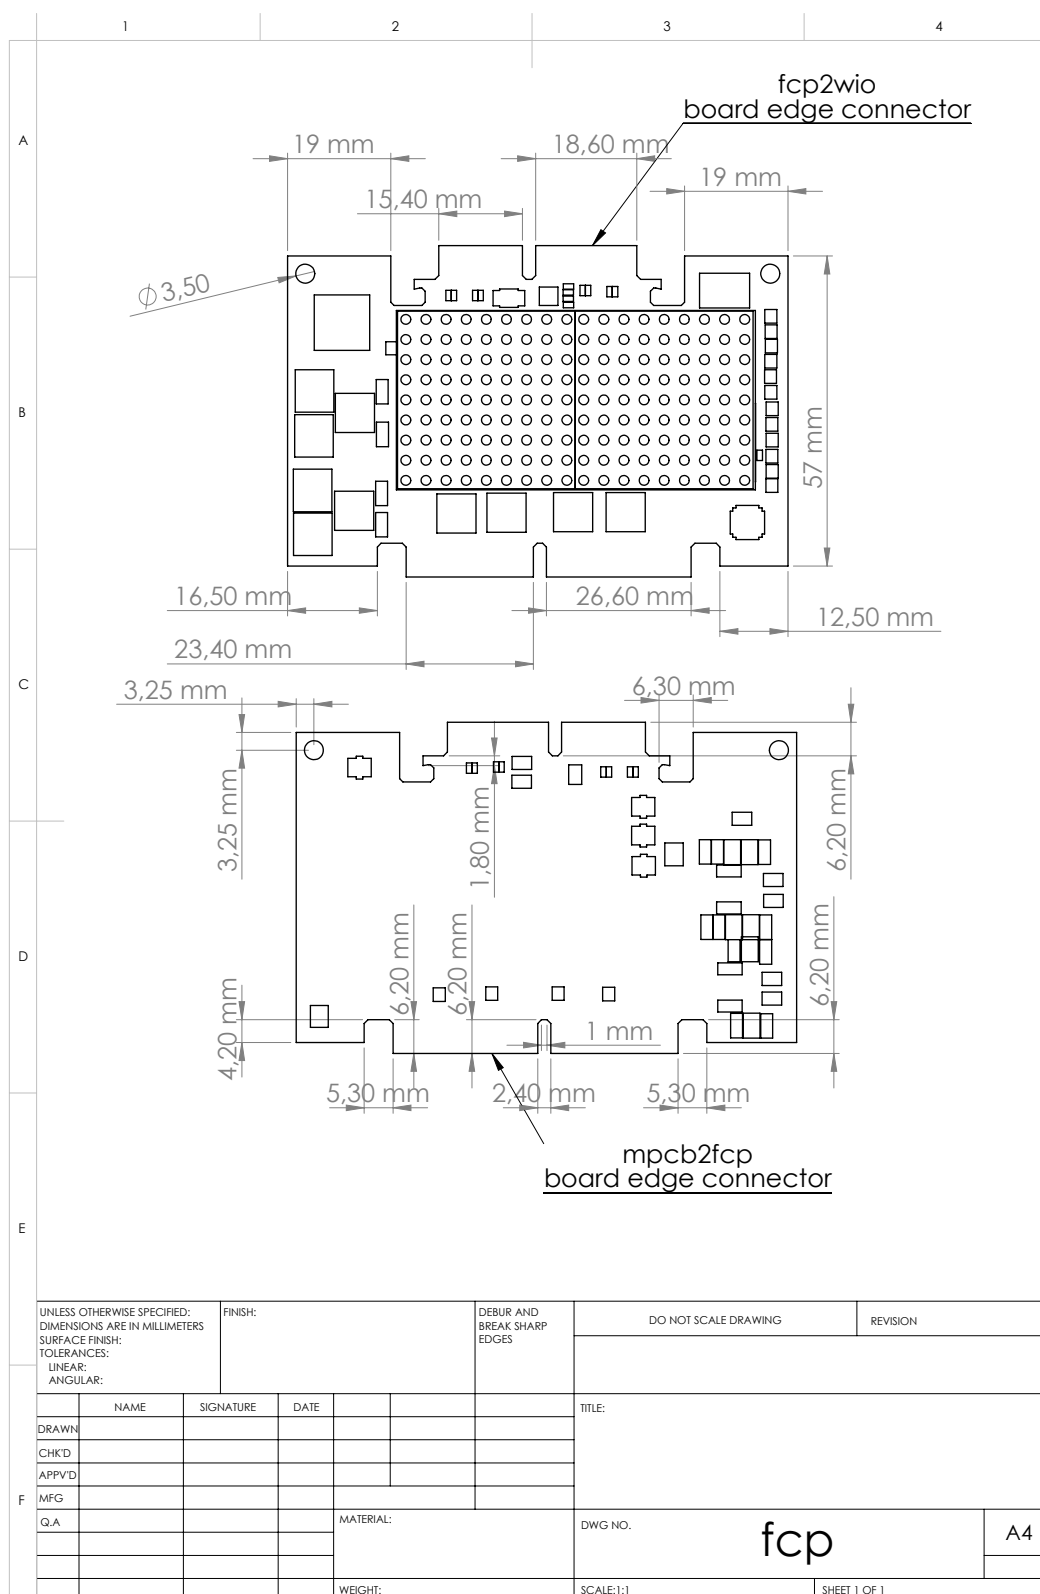 1 2 3 4
fcp2wio
board edge connector
A
19 mm 18,60 mm
19 mm
15,40 mm
∅ 3,50
B
57 mm
16,50 mm 26,60 mm
12,50 mm
23,40 mm
C
3,25 mm 6,30 mm
3,25 mm
1,80 mm
6,20 mm
D
6,20 mm
6,20 mm
6,20 mm
4,20 mm
1 mm
5,30 mm 2,40 mm 5,30 mm
mpcb2fcp
board edge connector
E
UNLESS OTHERWISE SPECIFIED:
DIMENSIONS ARE IN MILLIMETERS
SURFACE FINISH:
TOLERANCES:
LINEAR:
ANGULAR:
FINISH:
DEBUR AND
BREAK SHARP
EDGES
DO NOT SCALE DRAWING
REVISION
NAME SIGNATURE DATE
TITLE:
DRAWN
CHK'D
APPV'D
F
MFG
Q.A
MATERIAL:
DWG NO.
fcp
A4
WEIGHT:
SCALE:1:1
SHEET 1 OF 1